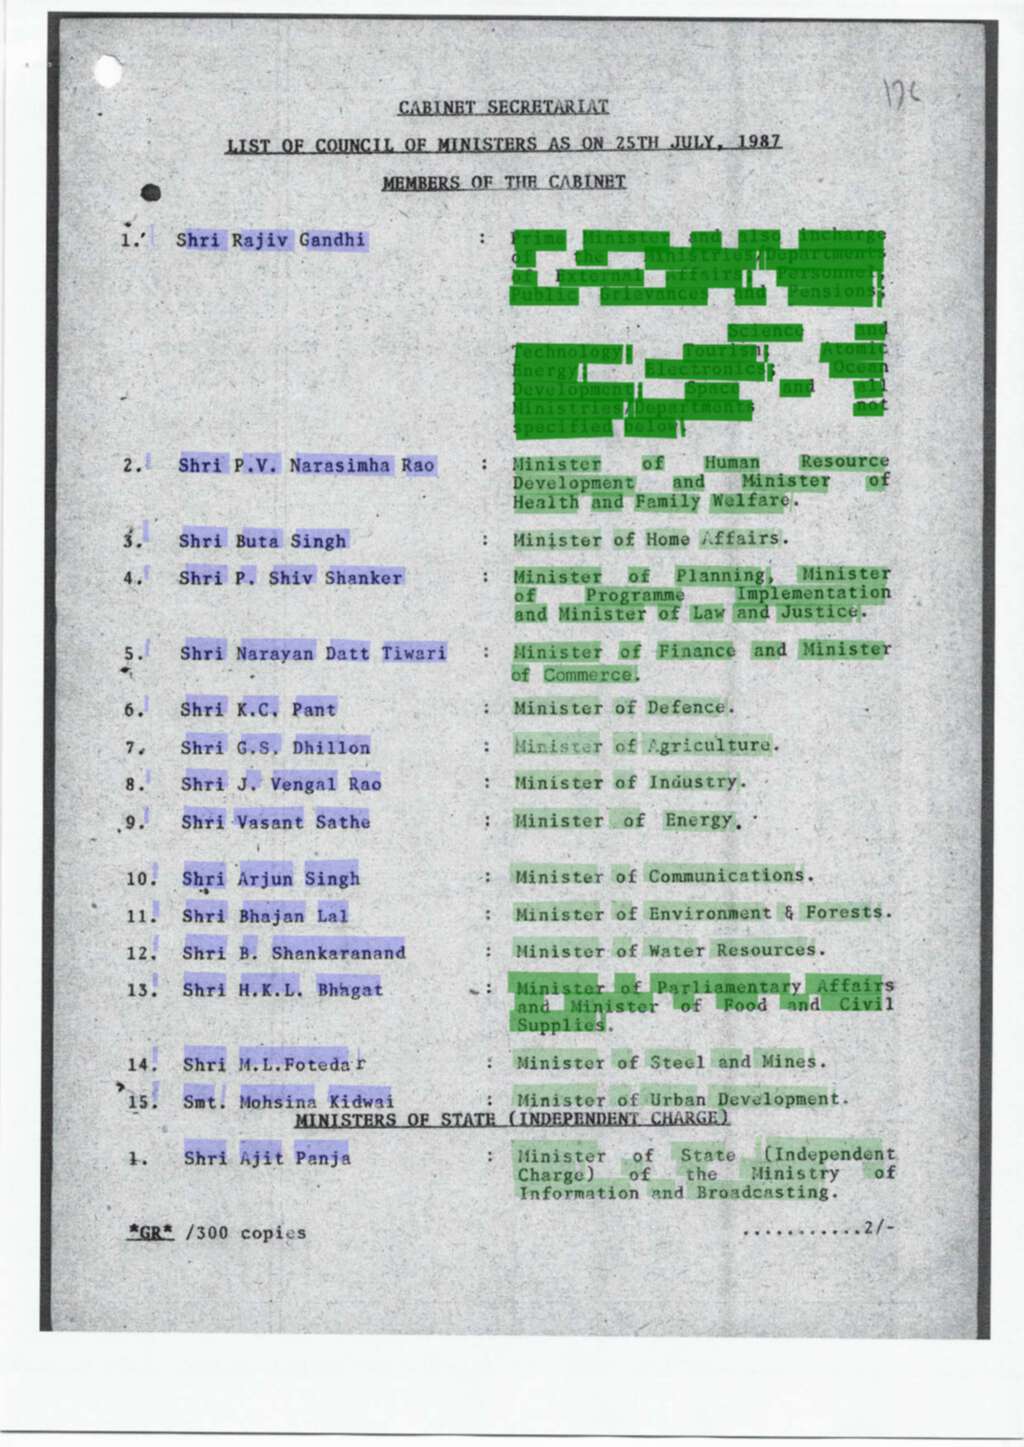 176
CABINET SECRETARIAT
LIST OF COUNCIL OF MINISTERS AS ON 25TH JULY, 1987
MEMBERS OF THE CABINET
1. Shri Rajiv Gandhi : Prime Minister and also incharge
of the Ministries/Departments
of External Affairs; Personnel,
Public Grievances and Pensions;
Science and
Technology; Tourism; Atomic
Energy; Electronics; Ocean
Development; Space and all
Ministries/Departments not
specified below.
2. Shri P.V. Narasimha Rao : Minister of Human Resource
Development and Minister of
Health and Family Welfare.
3. Shri Buta Singh : Minister of Home Affairs.
4. Shri P. Shiv Shanker : Minister of Planning, Minister
of Programme Implementation
and Minister of Law and Justice.
5. Shri Narayan Datt Tiwari : Minister of Finance and Minister
of Commerce.
6. Shri K.C. Pant : Minister of Defence.
7. Shri G.S. Dhillon : Minister of Agriculture.
8. Shri J. Vengal Rao : Minister of Industry.
9. Shri Vasant Sathe : Minister of Energy.
10. Shri Arjun Singh : Minister of Communications.
11. Shri Bhajan Lal : Minister of Environment & Forests.
12. Shri B. Shankaranand : Minister of Water Resources.
13. Shri H.K.L. Bhagat : Minister of Parliamentary Affairs
and Minister of Food and Civil
Supplies.
14. Shri M.L.Fotedar : Minister of Steel and Mines.
15. Smt. Mohsina Kidwai : Minister of Urban Development.
MINISTERS OF STATE (INDEPENDENT CHARGE)
1. Shri Ajit Panja : Minister of State (Independent
Charge) of the Ministry of
Information and Broadcasting.
*GR* /300 copies ...........2/-